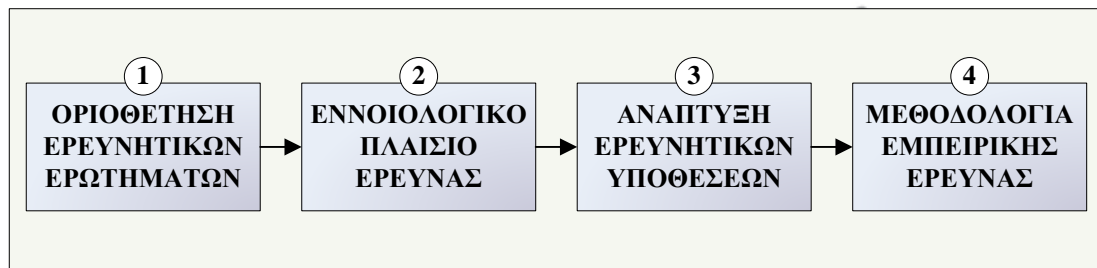 1
ΟΡΙΟΘΕΤΗΣΗ
ΕΡΕΥΝΗΤΙΚΩΝ
ΕΡΩΤΗΜΑΤΩΝ
2
ΕΝΝΟΙΟΛΟΓΙΚΟ
ΠΛΑΙΣΙΟ
ΕΡΕΥΝΑΣ
3
ΑΝΑΠΤΥΞΗ
ΕΡΕΥΝΗΤΙΚΩΝ
ΥΠΟΘΕΣΕΩΝ
4
ΜΕΘΟΔΟΛΟΓΙΑ
ΕΜΠΕΙΡΙΚΗΣ
ΕΡΕΥΝΑΣ